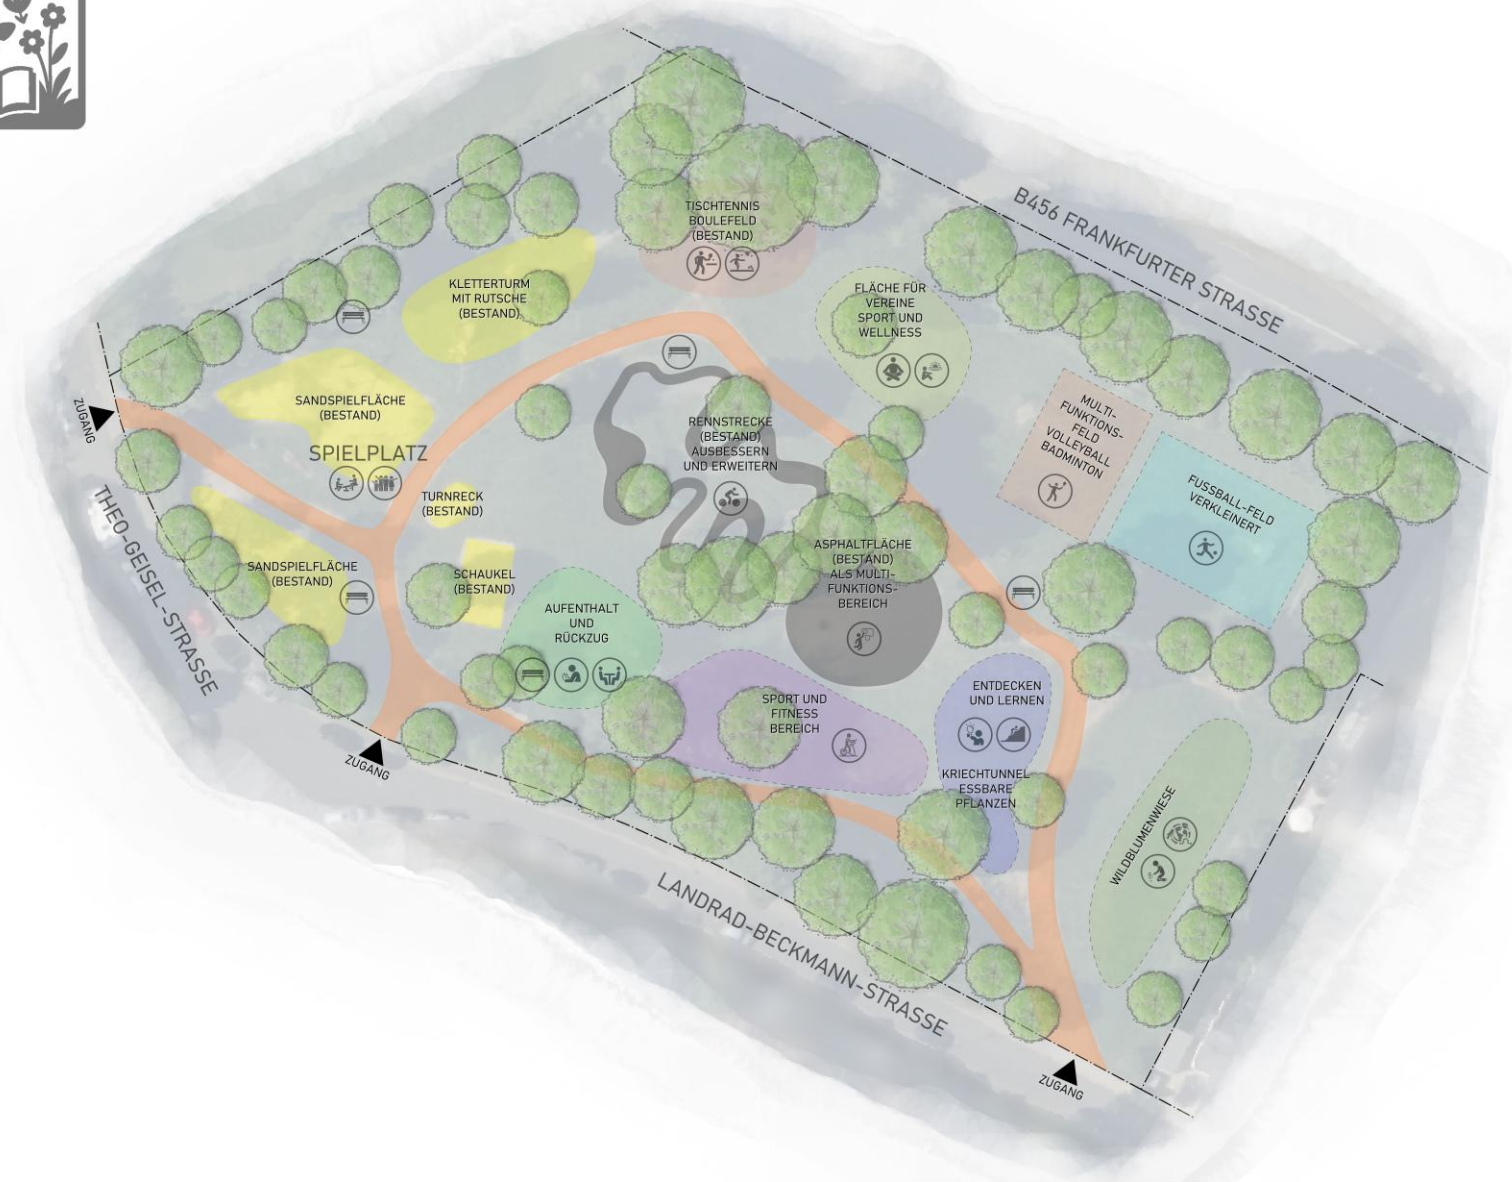 B456 FRANKFURTER STRASSE
TISCHTENNIS
BOULEFELD
(BESTAND)
KLETTERTURM
MIT RUTSCHE
(BESTAND)
FLÄCHE FÜR
VEREINE
SPORT UND
WELLNESS
SANDSPIELFLÄCHE
(BESTAND)
SPIELPLATZ
ZUGANG
RENNSTRECKE
(BESTAND)
AUSBESSERN
UND ERWEITERN
MULTI-
FUNKTIONS-
FELD
VOLLEYBALL
BADMINTON
FUSSBALL-FELD
VERKLEINERT
TURNRECK
(BESTAND)
THEO-GEISEL-STRASSE
SANDSPIELFLÄCHE
(BESTAND)
SCHAUKEL
(BESTAND)
ASPHALTFLÄCHE
(BESTAND)
ALS MULTI-
FUNKTIONS-
BEREICH
AUFENTHALT
UND
RÜCKZUG
SPORT UND
FITNESS
BEREICH
ENTDECKEN
UND LERNEN
KRIECHTUNNEL
ESSBARE
PFLANZEN
ZUGANG
WILDBLUMENWIESE
LANDRAD-BECKMANN-STRASSE
ZUGANG